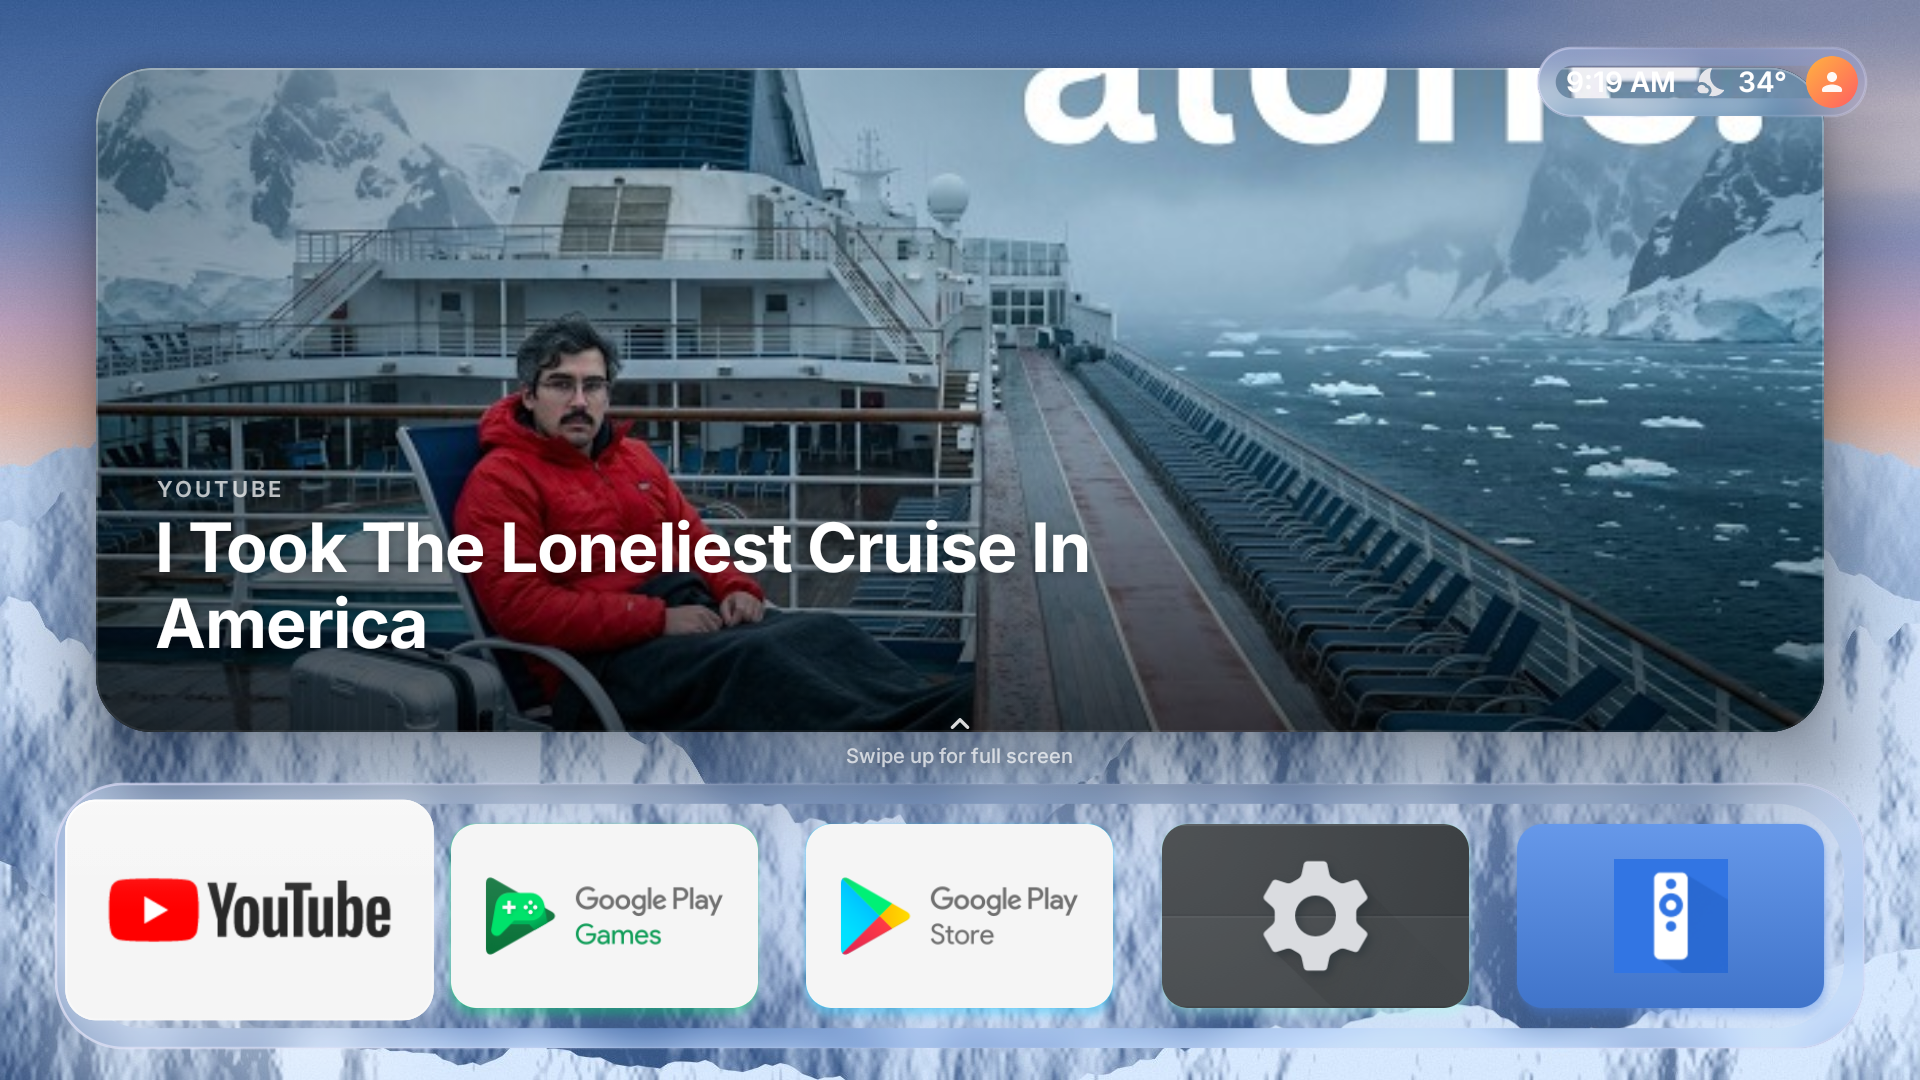 alone.
9:19 AM 34°
YOUTUBE
I Took The Loneliest Cruise In
America
Swipe up for full screen
YouTube
Google Play
Games
Google Play
Store